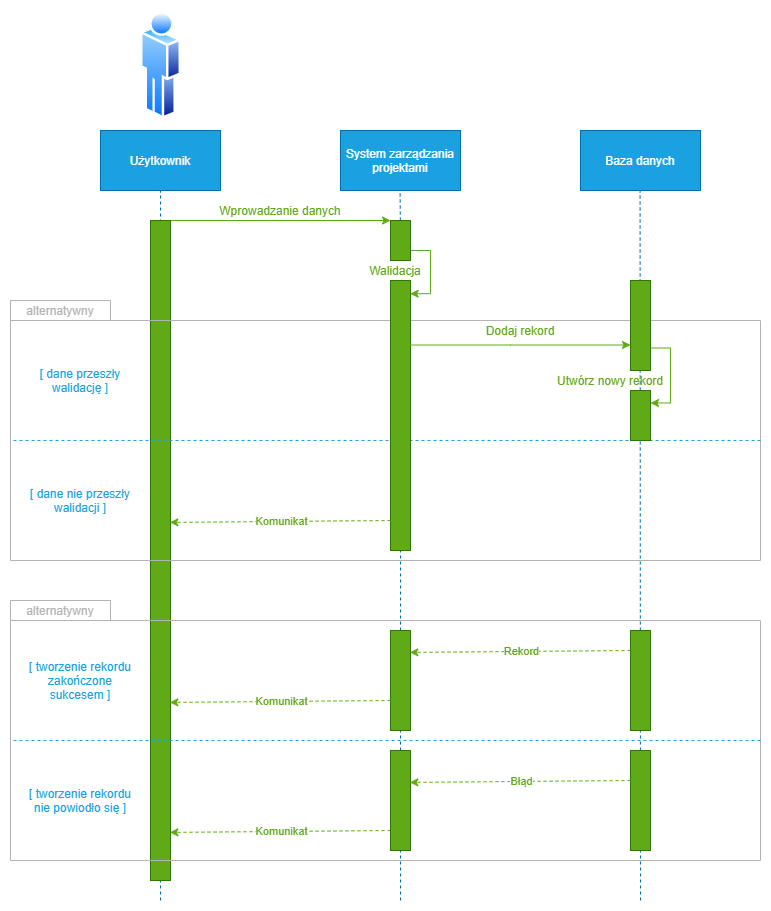 Użytkownik
System zarządzania
projektami
Baza danych
Wprowadzanie danych
Walidacja
alternatywny
Dodaj rekord
[ dane przeszły
walidację ]
Utwórz nowy rekord
[ dane nie przeszły
walidacji ]
Komunikat
alternatywny
[ tworzenie rekordu
zakończone
sukcesem ]
Rekord
Komunikat
[ tworzenie rekordu
nie powiodło się ]
Błąd
Komunikat